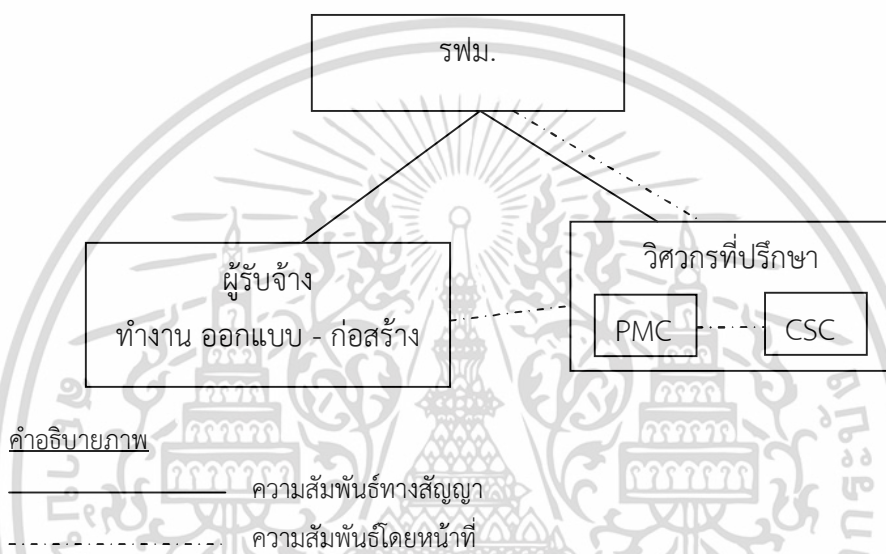 รฟม.
ผู้รับจ้าง
ทำงาน ออกแบบ - ก่อสร้าง
วิศวกรที่ปรึกษา
PMC
CSC
คำอธิบายภาพ
ความสัมพันธ์ทางสัญญา
ความสัมพันธ์โดยหน้าที่